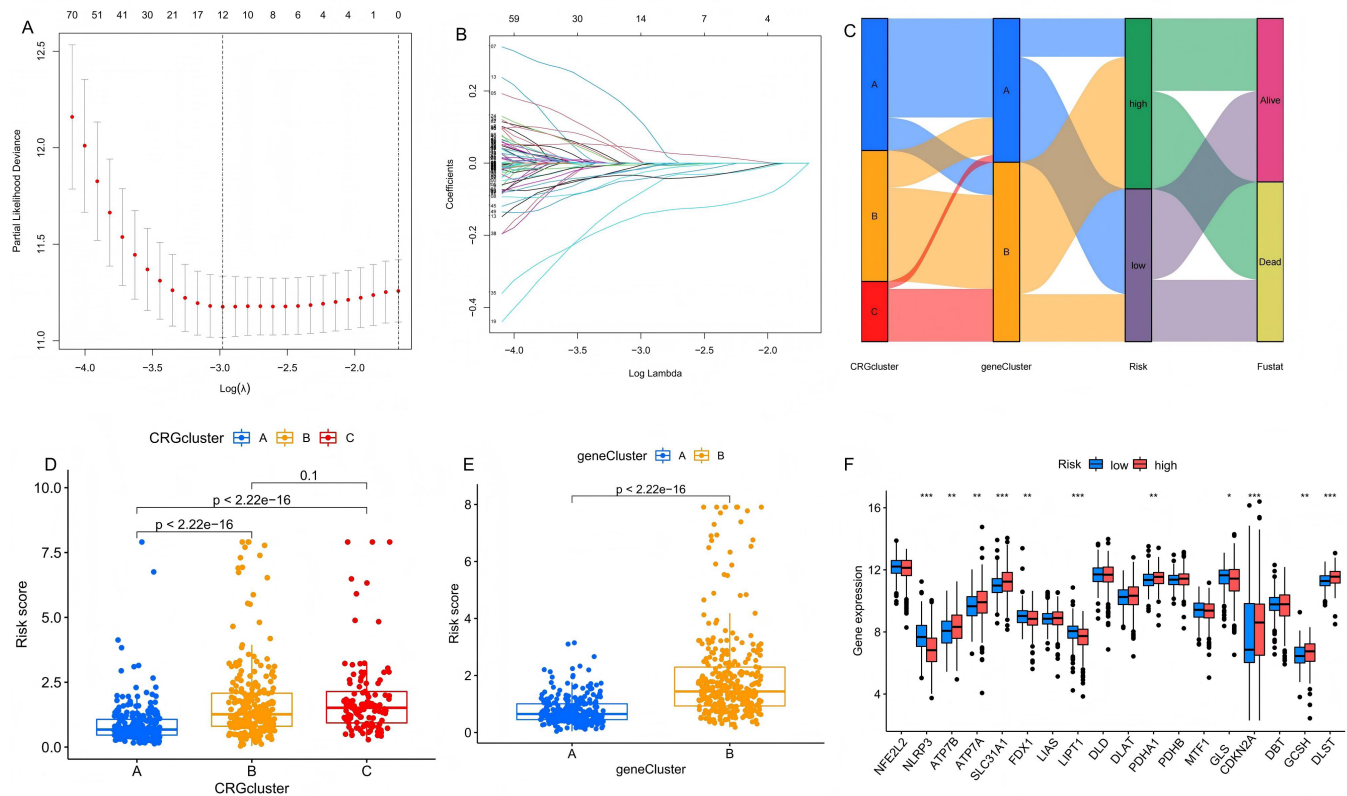 A
70 51 41 30 21 17 12 10 8 6 4 1 0
12.5
12.0
11.5
11.0
Partial Likelihood Deviance
−4.0 −3.5 −3.0 −2.5 −2.0
Log(λ)
B
59 30 14 7 4
0.2
0.0
−0.2
−0.4
Coefficients
07
13
05
38
35
19
−4.0 −3.5 −3.0 −2.5 −2.0
Log Lambda
C
A A high Alive
B B low Dead
C
CRGcluster geneCluster Risk Fustat
D
CRGcluster A B C
10.0
7.5
5.0
2.5
0.0
Risk score
0.1
p < 2.22e−16
p < 2.22e−16
A B C
CRGcluster
E
geneCluster A B
8
6
4
2
0
Risk score
p < 2.22e−16
A B
geneCluster
F
Risk low high
*** ** ** *** ** *** ** * *** ** ***
16
12
8
4
Gene expression
NFE2L2 NLRP3 ATP7B ATP7A SLC31A1 FDX1 LIAS LIPT1 DLD DLAT PDHA1 PDHB MTF1 GLS CDKN2A DBT GCSH DLST